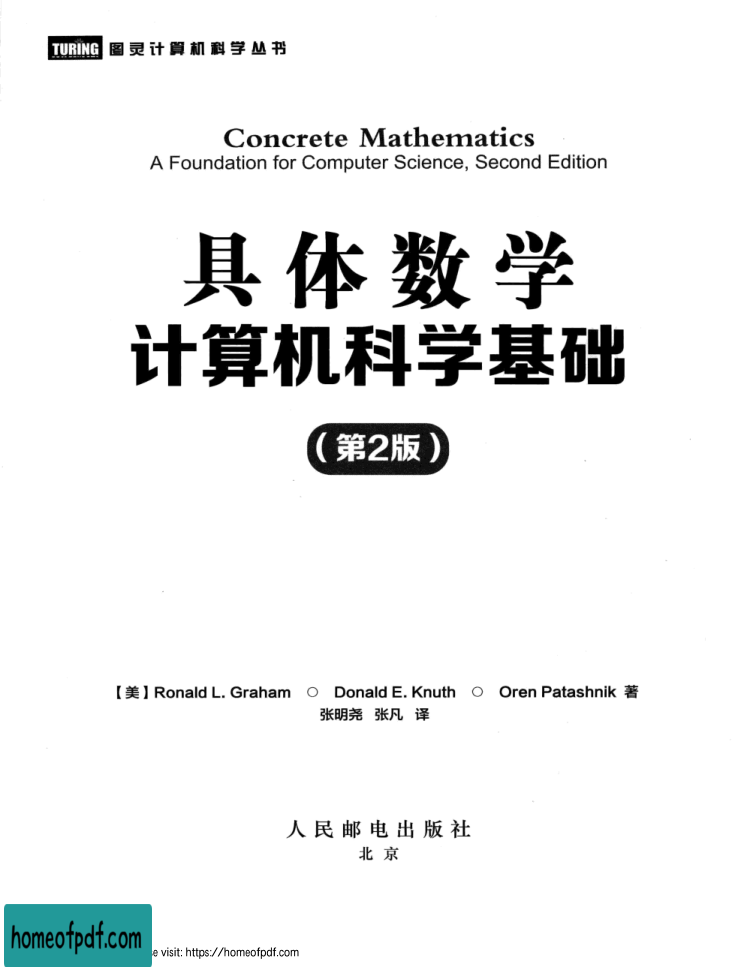 TURING 图灵计算机科学丛书
Concrete Mathematics
A Foundation for Computer Science, Second Edition
具体数学
计算机科学基础
（第2版）
【美】Ronald L. Graham ○ Donald E. Knuth ○ Oren Patashnik 著
张明尧 张凡 译
人民邮电出版社
北京
homeofpdf.com
visit: https://homeofpdf.com